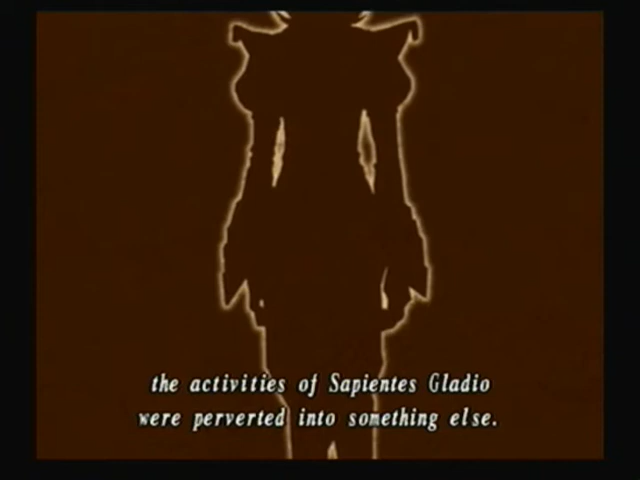 the activities of Sapientes Gladio
were perverted into something else.